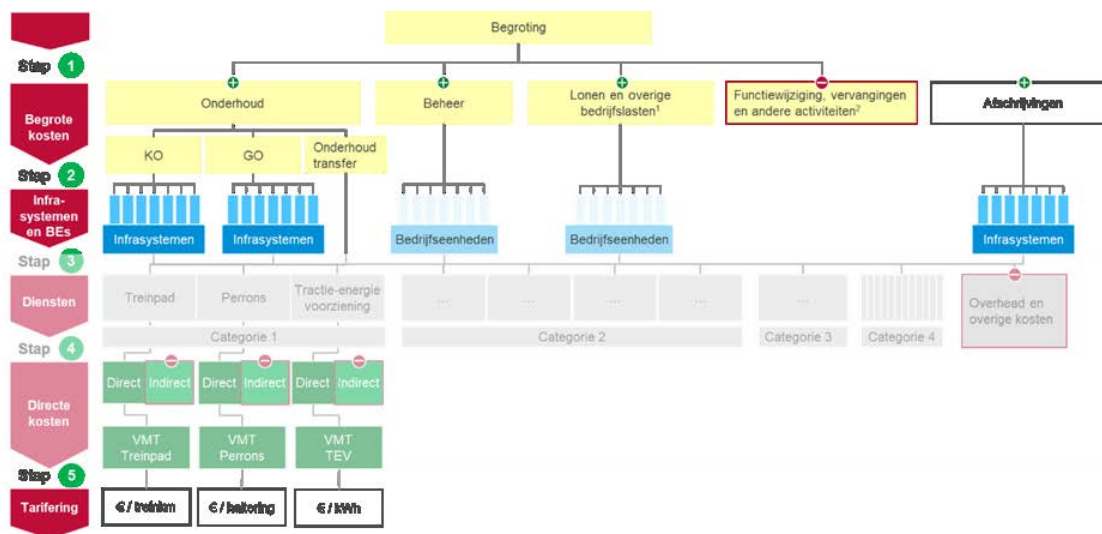 Begroting
Stap 1
Begrote
kosten
Onderhoud
Beheer
Lonen en overige
bedrijfslasten¹
Functiewijziging, vervangingen
en andere activiteiten²
Afschrijvingen
KO
GO
Onderhoud
transfer
Stap 2
Infra-
systemen
en BEs
Infrasystemen
Infrasystemen
Bedrijfseenheden
Bedrijfseenheden
Infrasystemen
Stap 3
Diensten
Treinpad
Perrons
Tractie-energie
voorziening
...
...
...
...
...
Overhead en
overige kosten
Categorie 1
Categorie 2
Categorie 3
Categorie 4
Stap 4
Directe
kosten
Direct
Indirect
Direct
Indirect
Direct
Indirect
VMT
Treinpad
VMT
Perrons
VMT
TEV
Stap 5
Tarifering
€ / treinkm
€ / haltering
€ / kWh